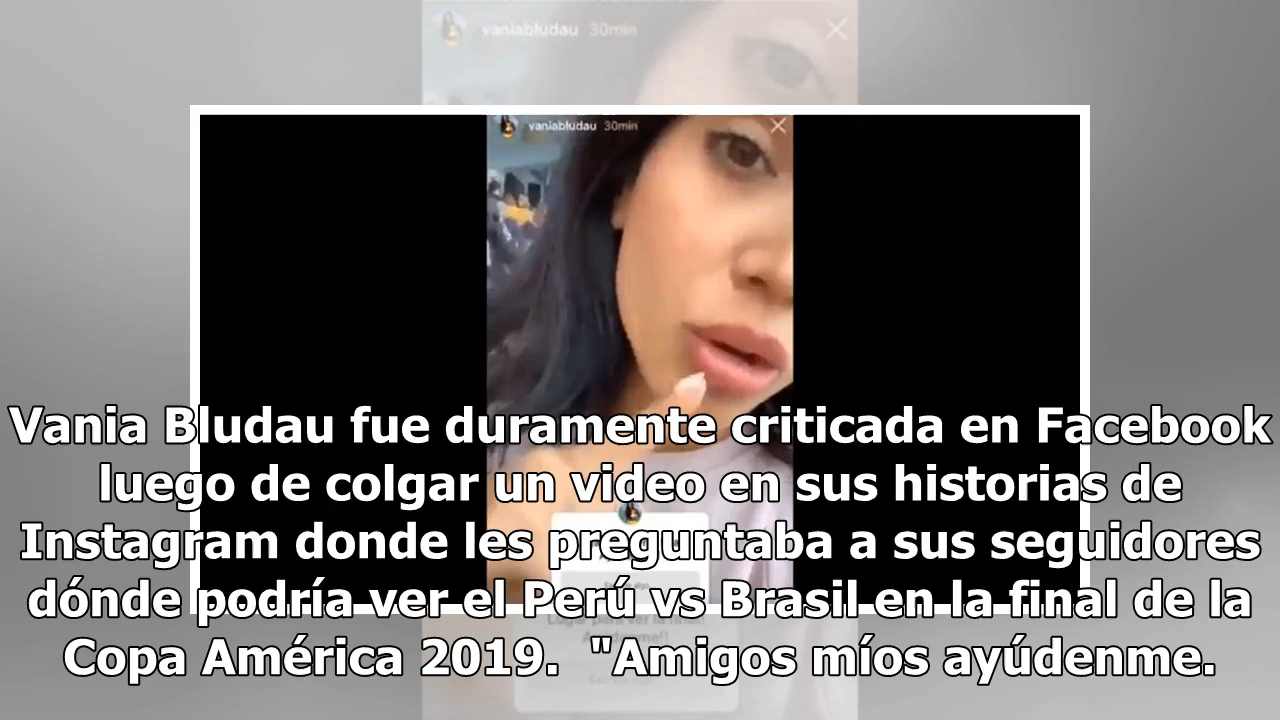 vaniabludau 30min
vaniabludau 30min
Vania Bludau fue duramente criticada en Facebook
luego de colgar un video en sus historias de
Instagram donde les preguntaba a sus seguidores
dónde podría ver el Perú vs Brasil en la final de la
Copa América 2019. "Amigos míos ayúdenme.